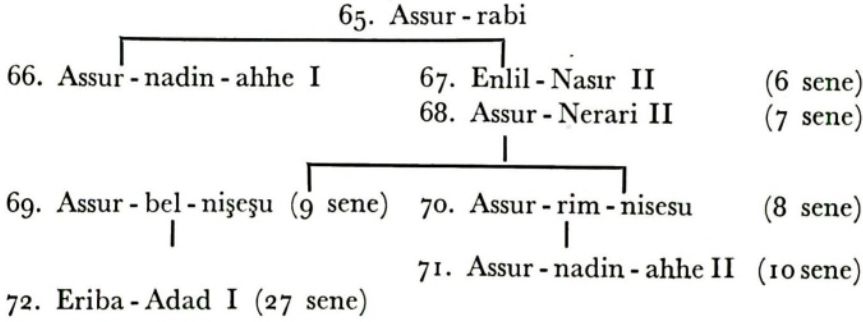 65. Assur - rabi
66. Assur - nadin - ahhe I 67. Enlil - Nasır II (6 sene)
68. Assur - Nerari II (7 sene)
69. Assur - bel - nişeşu (9 sene) 70. Assur - rim - nisesu (8 sene)
71. Assur - nadin - ahhe II (10 sene)
72. Eriba - Adad I (27 sene)